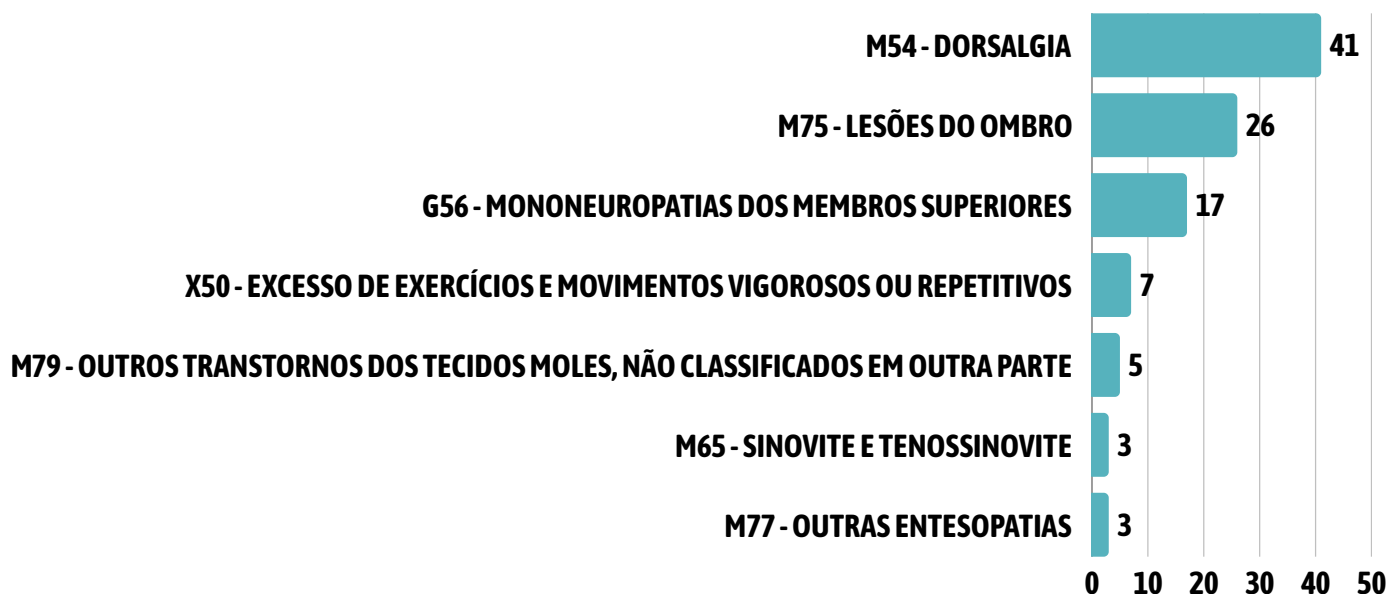 M54 - DORSALGIA 41
M75 - LESÕES DO OMBRO 26
G56 - MONONEUROPATIAS DOS MEMBROS SUPERIORES 17
X50 - EXCESSO DE EXERCÍCIOS E MOVIMENTOS VIGOROSOS OU REPETITIVOS 7
M79 - OUTROS TRANSTORNOS DOS TECIDOS MOLES, NÃO CLASSIFICADOS EM OUTRA PARTE 5
M65 - SINOVITE E TENOSSINOVITE 3
M77 - OUTRAS ENTESOPATIAS 3
0 10 20 30 40 50